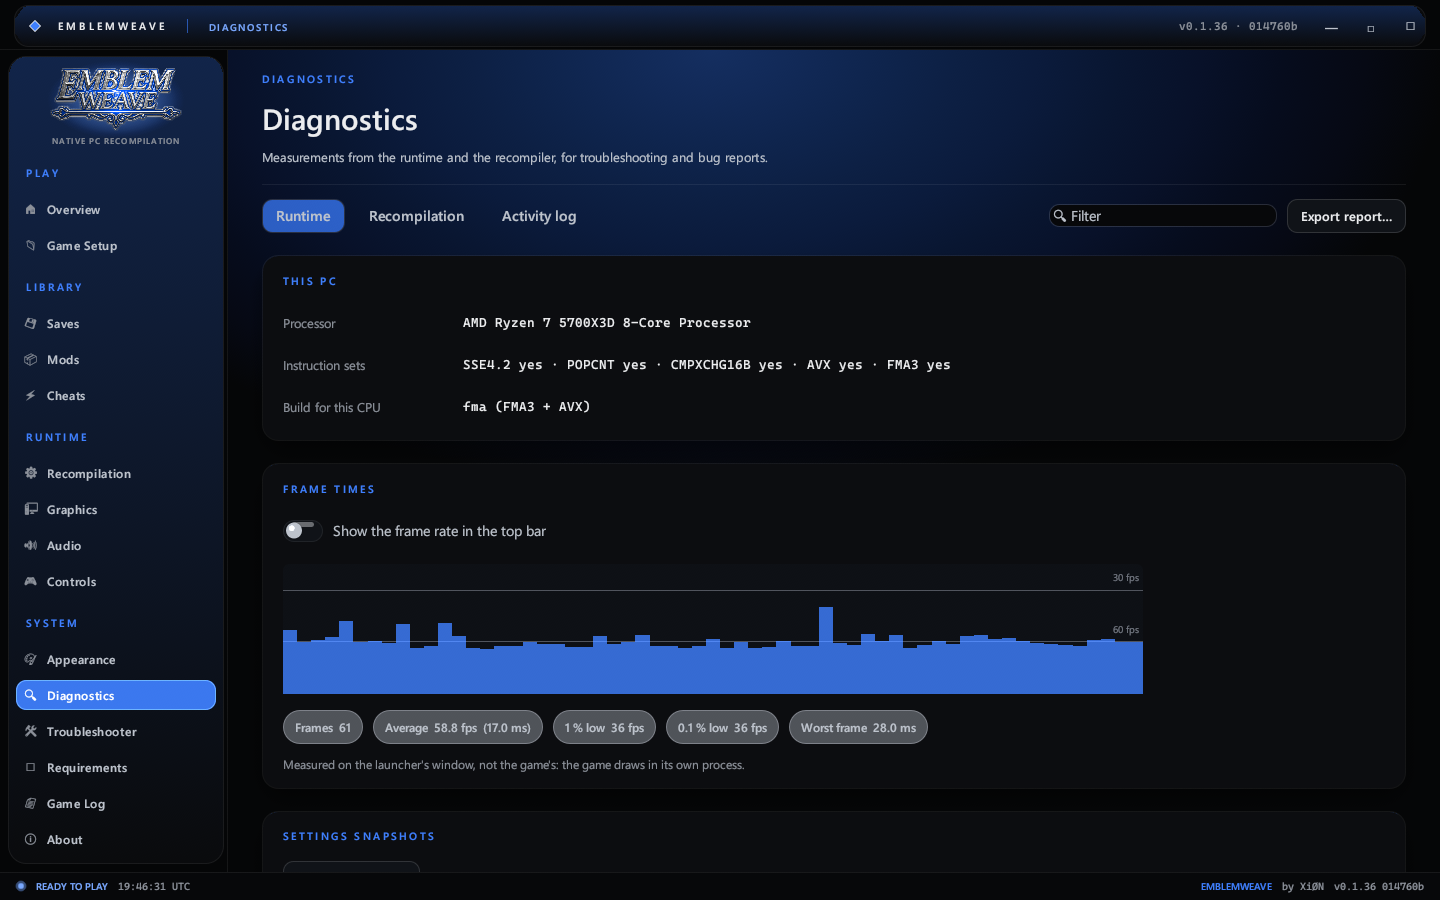 EMBLEMWEAVE
DIAGNOSTICS
v0.1.36 · 014760b
EMBLEM
WEAVE
NATIVE PC RECOMPILATION
PLAY
Overview
Game Setup
LIBRARY
Saves
Mods
Cheats
RUNTIME
Recompilation
Graphics
Audio
Controls
SYSTEM
Appearance
Diagnostics
Troubleshooter
Requirements
Game Log
About
DIAGNOSTICS
Diagnostics
Measurements from the runtime and the recompiler, for troubleshooting and bug reports.
Runtime
Recompilation
Activity log
Filter
Export report...
THIS PC
Processor
AMD Ryzen 7 5700X3D 8-Core Processor
Instruction sets
SSE4.2 yes · POPCNT yes · CMPXCHG16B yes · AVX yes · FMA3 yes
Build for this CPU
fma (FMA3 + AVX)
FRAME TIMES
Show the frame rate in the top bar
30 fps
60 fps
Frames 61
Average 58.8 fps (17.0 ms)
1 % low 36 fps
0.1 % low 36 fps
Worst frame 28.0 ms
Measured on the launcher's window, not the game's: the game draws in its own process.
SETTINGS SNAPSHOTS
READY TO PLAY
19:46:31 UTC
EMBLEMWEAVE by XiØN v0.1.36 014760b